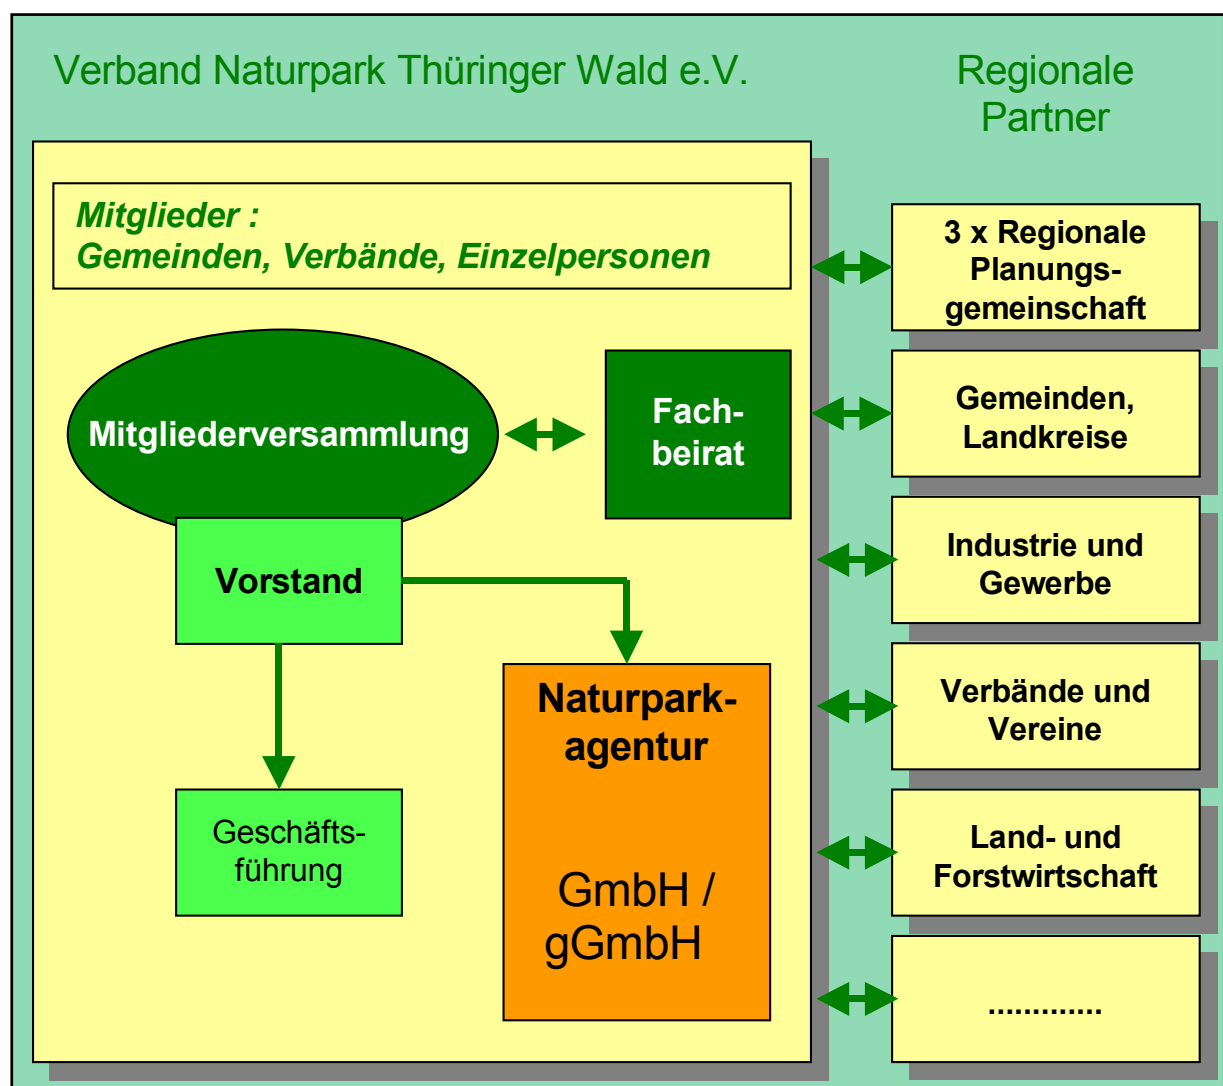 Verband Naturpark Thüringer Wald e.V.
Regionale
Partner
Mitglieder :
Gemeinden, Verbände, Einzelpersonen
Mitgliederversammlung
Fach-
beirat
Vorstand
Naturpark-
agentur
GmbH /
gGmbH
Geschäfts-
führung
3 x Regionale
Planungs-
gemeinschaft
Gemeinden,
Landkreise
Industrie und
Gewerbe
Verbände und
Vereine
Land- und
Forstwirtschaft
.............